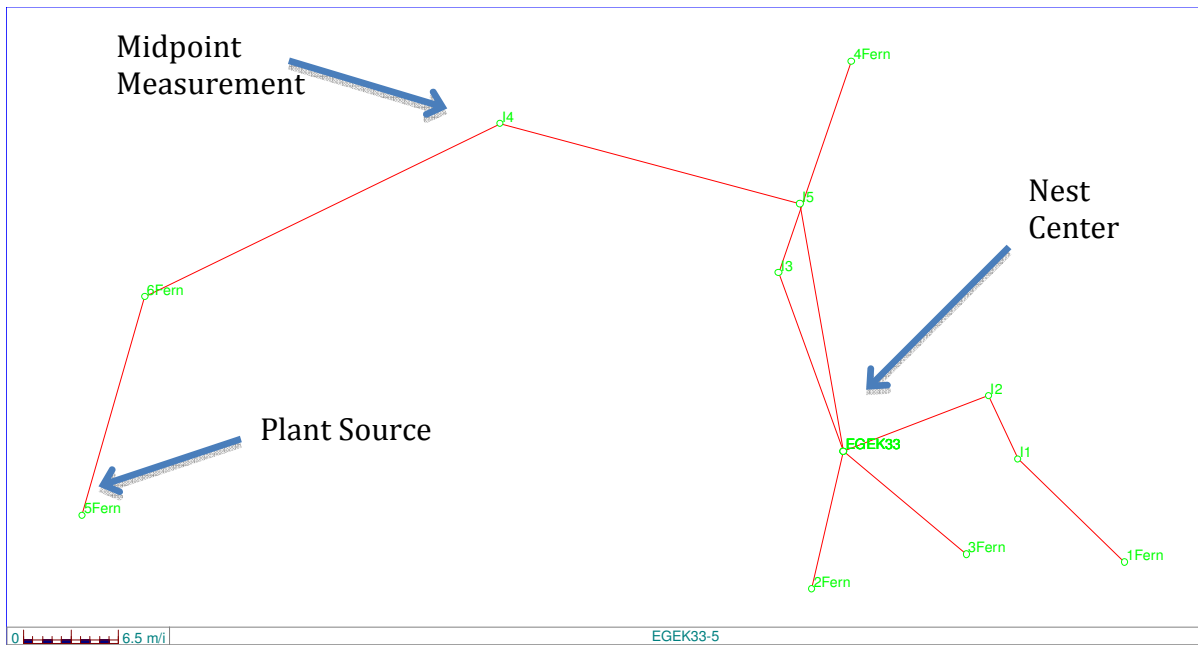 Midpoint
Measurement
4Fern
I4
Nest
Center
I5
I3
6Fern
I2
Plant Source
EGEK33
I1
5Fern
3Fern
1Fern
2Fern
0 6.5 m/i
EGEK33-5